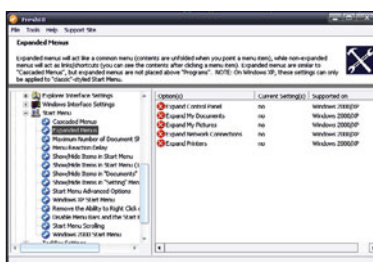 FreshUI
File Tools Help Support Site
Expanded Menus
Expanded menus will act like a common menu (contents are unfolded when you point a menu item), while non-expanded
menus will act as links/shortcuts (you can see the contents after clicking a menu item). Expanded menus are similar to
"Cascaded Menus", but expanded menus are not placed above "Programs". NOTE: On Windows XP, these settings can only
be applied to "classic"-styled Start Menu.
Explorer Interface Settings
Windows Interface Settings
Start Menu
Cascaded Menus
Expanded Menus
Maximum Number of Document Sh
Menu Reaction Delay
Show/Hide Items in Start Menu
Show/Hide Items in Start Menu (
Show/Hide Items in "Documents"
Show/Hide Items in "Setting" Men
Start Menu Advanced Options
Windows XP Start Menu
Remove the Ability to Right Click o
Disable Menu Bars and the Start B
Start Menu Scrolling
Windows 2000 Start Menu
Taskbar Settings
Option(s) Current Setting(s) Supported on
Expand Control Panel no Windows 2000/XP
Expand My Documents no Windows 2000/XP
Expand My Pictures no Windows 2000/XP
Expand Network Connections no Windows 2000/XP
Expand Printers no Windows 2000/XP